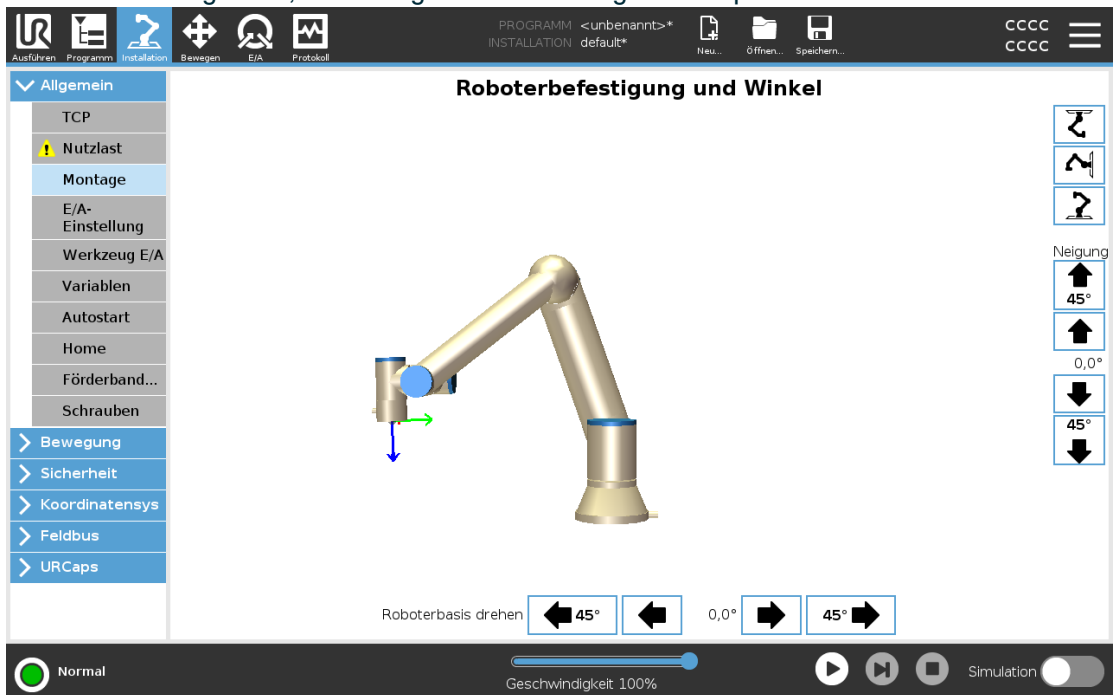 PROGRAMM <unbenannt>*
INSTALLATION default*
CCCC
CCCC
Ausführen Programm Installation Bewegen E/A Protokoll Neu... Öffnen... Speichern...
Allgemein
Roboterbefestigung und Winkel
TCP
Nutzlast
Montage
E/A-
Einstellung
Werkzeug E/A
Variablen
Autostart
Home
Förderband...
Schrauben
Bewegung
Sicherheit
Koordinatensys
Feldbus
URCaps
Neigung
45°
0,0°
45°
Roboterbasis drehen 45° 0,0° 45°
Normal
Geschwindigkeit 100%
Simulation